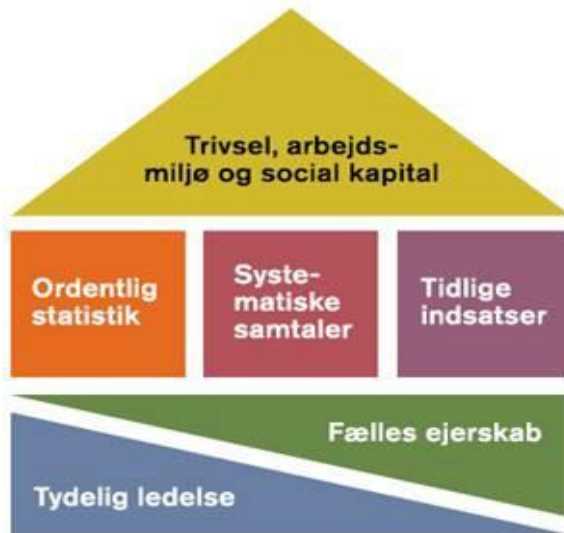 Trivsel, arbejds-
miljø og social kapital
Ordentlig
statistik
Syste-
matiske
samtaler
Tidlige
indsatser
Fælles ejerskab
Tydelig ledelse